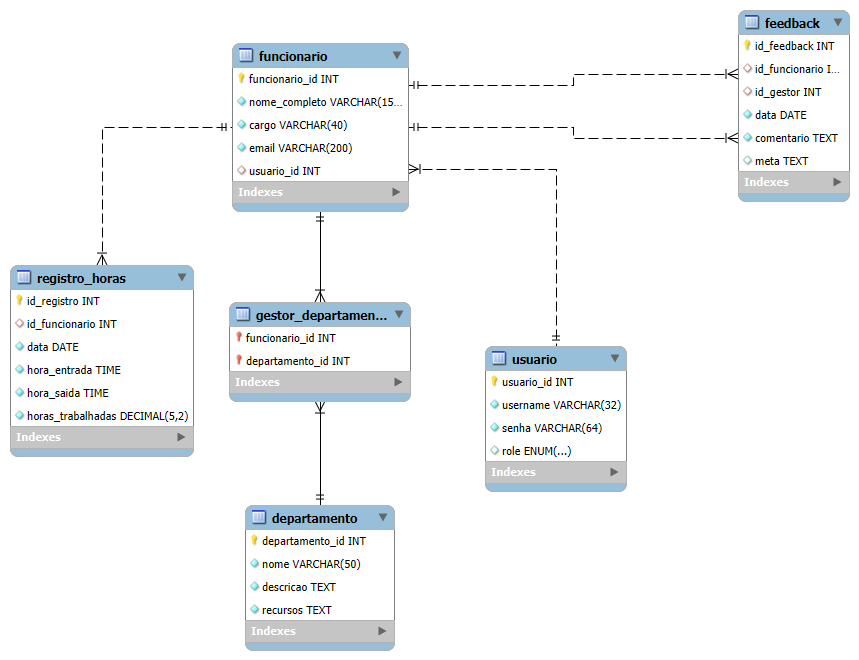 funcionario
funcionario_id INT
nome_completo VARCHAR(15...
cargo VARCHAR(40)
email VARCHAR(200)
usuario_id INT
Indexes
feedback
id_feedback INT
id_funcionario I...
id_gestor INT
data DATE
comentario TEXT
meta TEXT
Indexes
registro_horas
id_registro INT
id_funcionario INT
data DATE
hora_entrada TIME
hora_saida TIME
horas_trabalhadas DECIMAL(5,2)
Indexes
gestor_departamen...
funcionario_id INT
departamento_id INT
Indexes
usuario
usuario_id INT
username VARCHAR(32)
senha VARCHAR(64)
role ENUM(...)
Indexes
departamento
departamento_id INT
nome VARCHAR(50)
descricao TEXT
recursos TEXT
Indexes